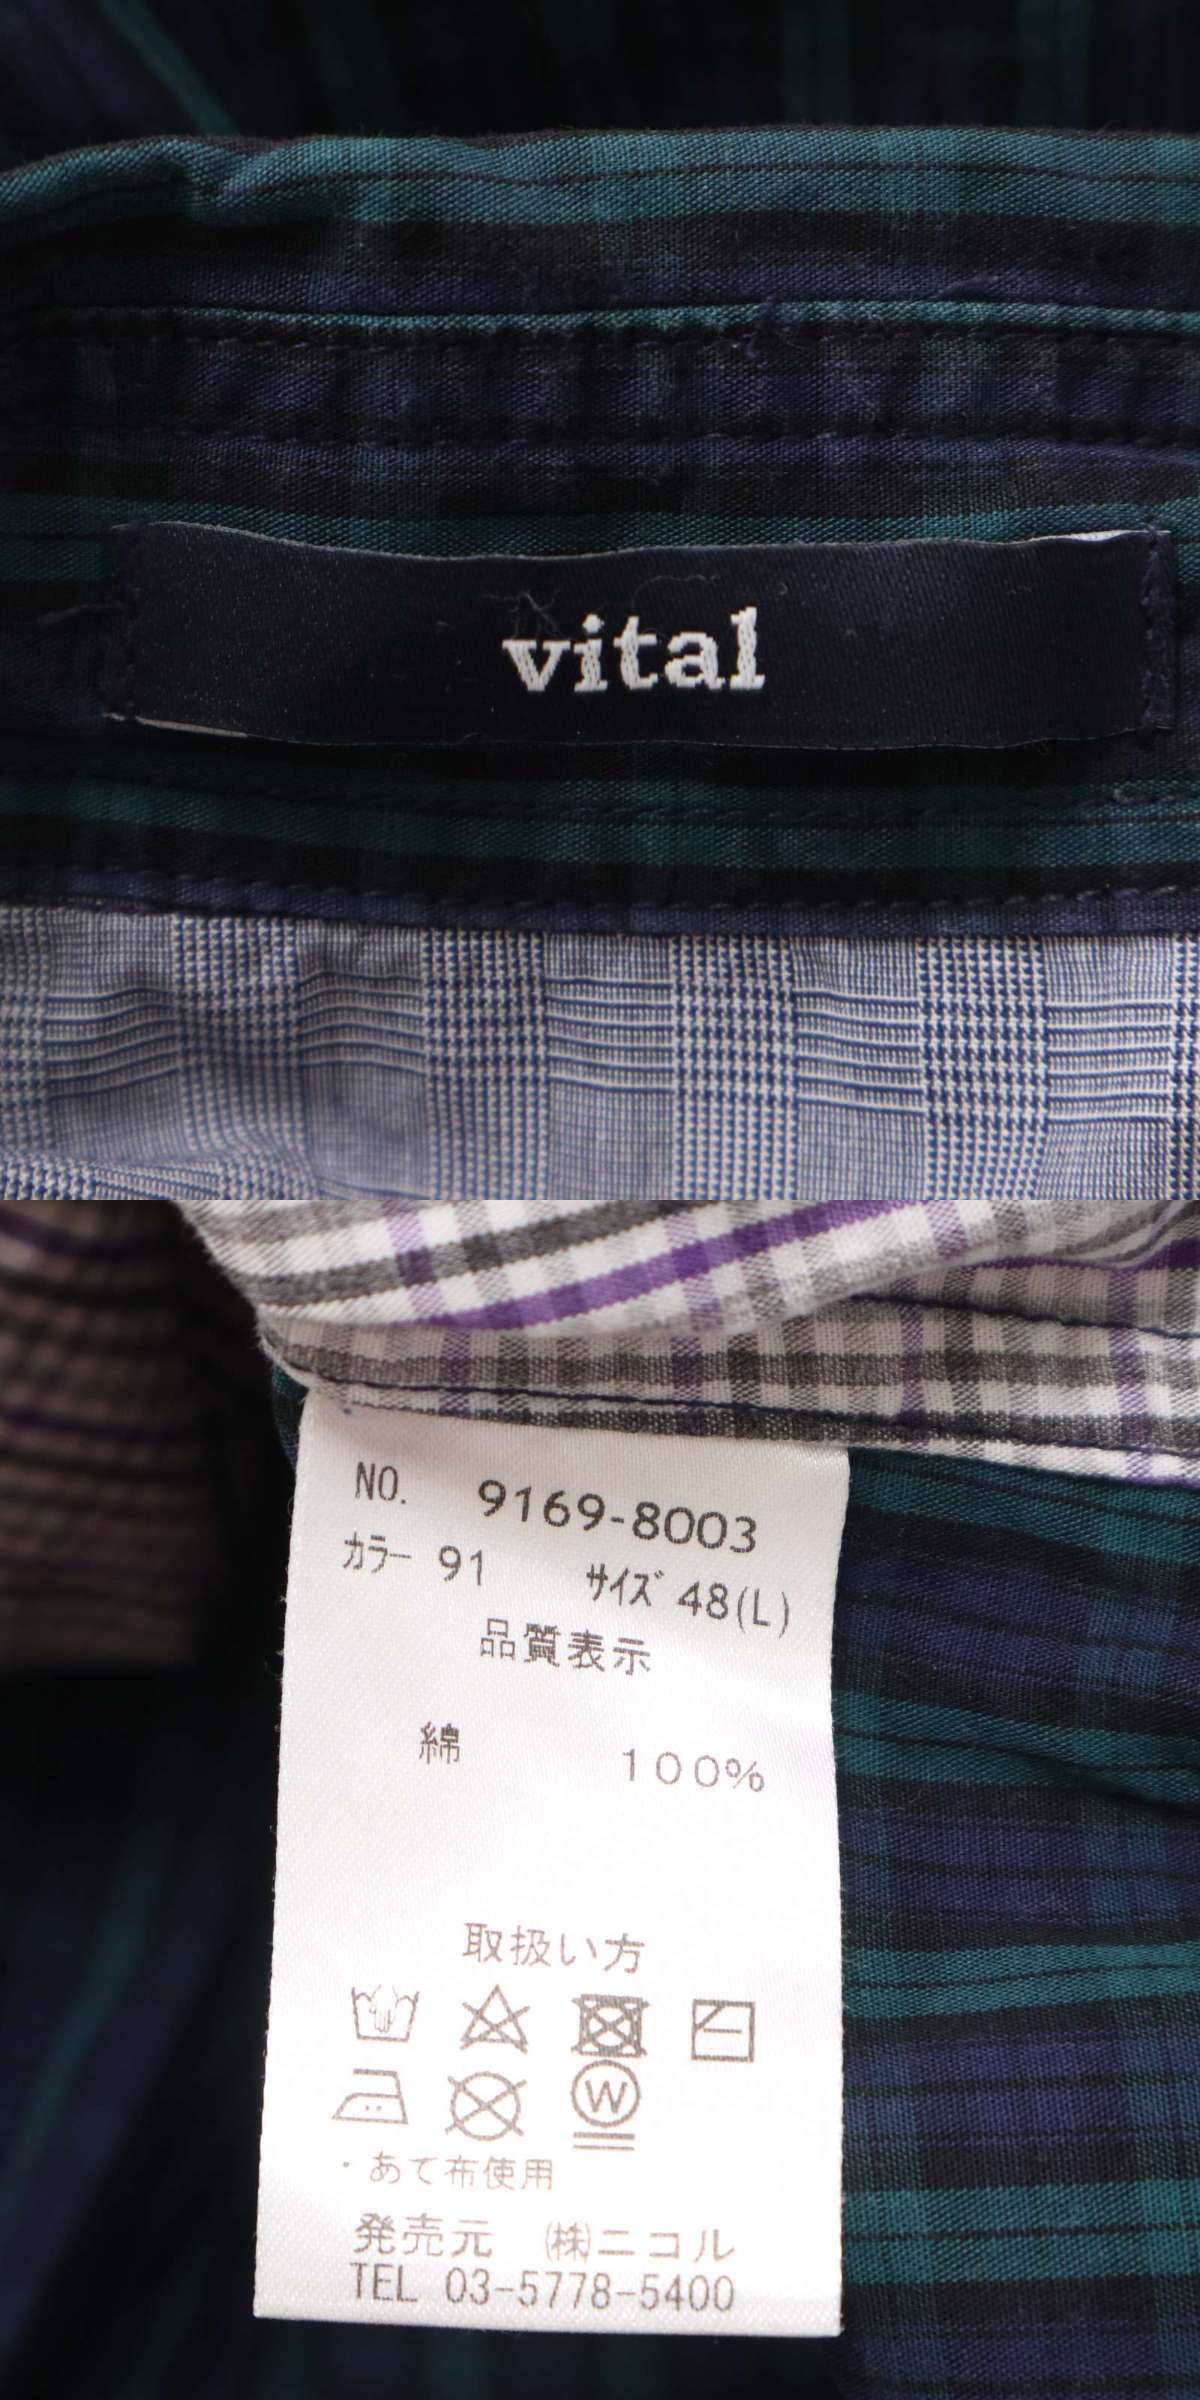 vital
NO. 9169-8003
カラー 91 サイズ 48(L)
品質表示
綿 100%
取扱い方
W
・あて布使用
発売元 ㈱ニコル
TEL 03-5778-5400